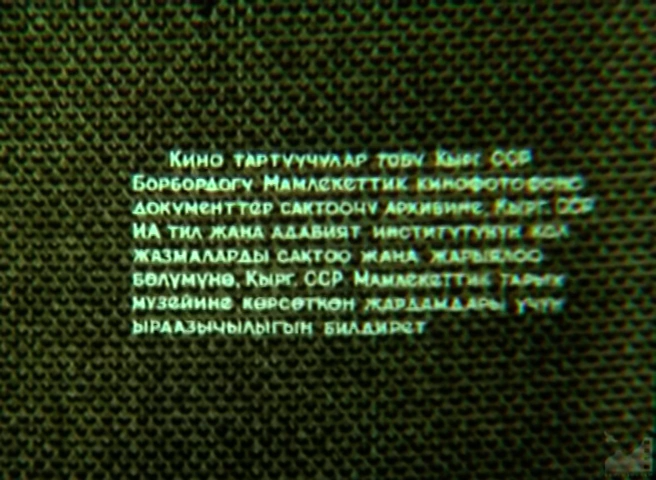 Кино тартуучулар тобу Кырг. ССР
Борбордогу Мамлекеттик кинофотофоно
документтер сактоочу архивине, Кырг. ССР
ИА тил жана адабият институтунун кол
жазмаларды сактоо жана жарыялоо
бөлүмүнө, Кырг. ССР Мамлекеттик тарых
музейине көрсөткөн жардамдары үчүн
ыраазычылыгын билдирет